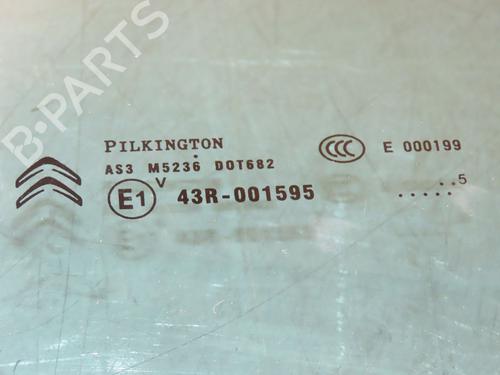 B-PARTS
PILKINGTON
AS3 M5236 DOT682
E1 V 43R-001595
CCC E 000199
.. 5
.....